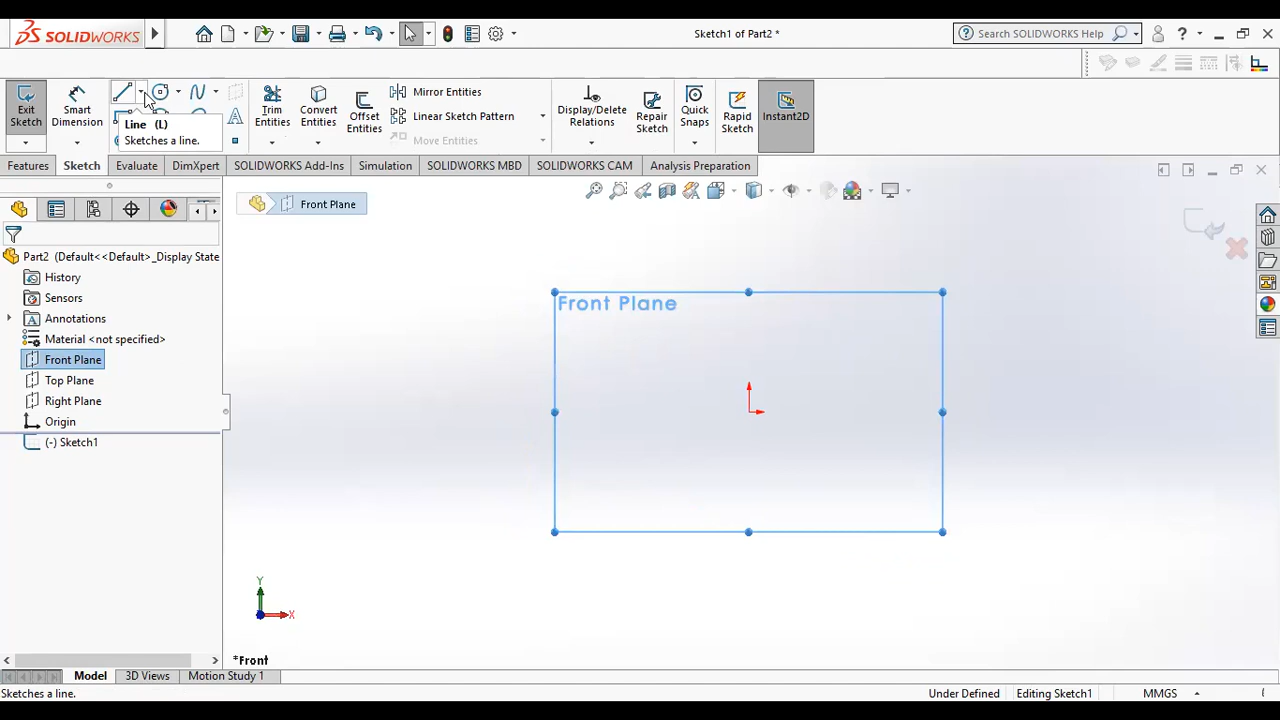 SOLIDWORKS
Sketch1 of Part2 *
Search SOLIDWORKS Help
Exit Sketch
Smart Dimension
Line (L)
Sketches a line.
Trim Entities
Convert Entities
Offset Entities
Mirror Entities
Linear Sketch Pattern
Move Entities
Display/Delete Relations
Repair Sketch
Quick Snaps
Rapid Sketch
Instant2D
Features
Sketch
Evaluate
DimXpert
SOLIDWORKS Add-Ins
Simulation
SOLIDWORKS MBD
SOLIDWORKS CAM
Analysis Preparation
Front Plane
Part2 (Default<<Default>_Display State
History
Sensors
Annotations
Material <not specified>
Front Plane
Top Plane
Right Plane
Origin
(-) Sketch1
Front Plane
Y
X
*Front
Model
3D Views
Motion Study 1
Sketches a line.
Under Defined
Editing Sketch1
MMGS